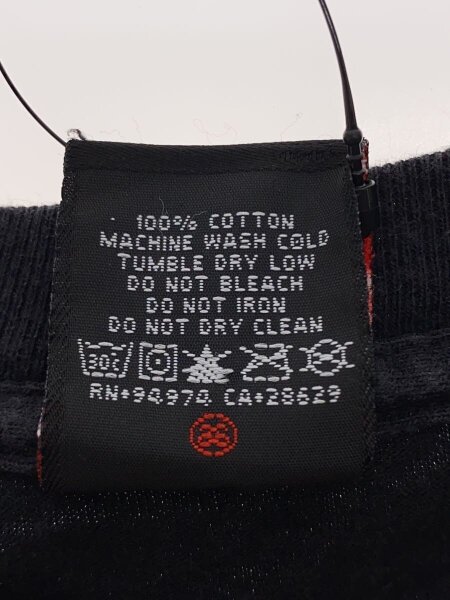 100% COTTON
MACHINE WASH COLD
TUMBLE DRY LOW
DO NOT BLEACH
DO NOT IRON
DO NOT DRY CLEAN
30C
RN+94974 CA+28629